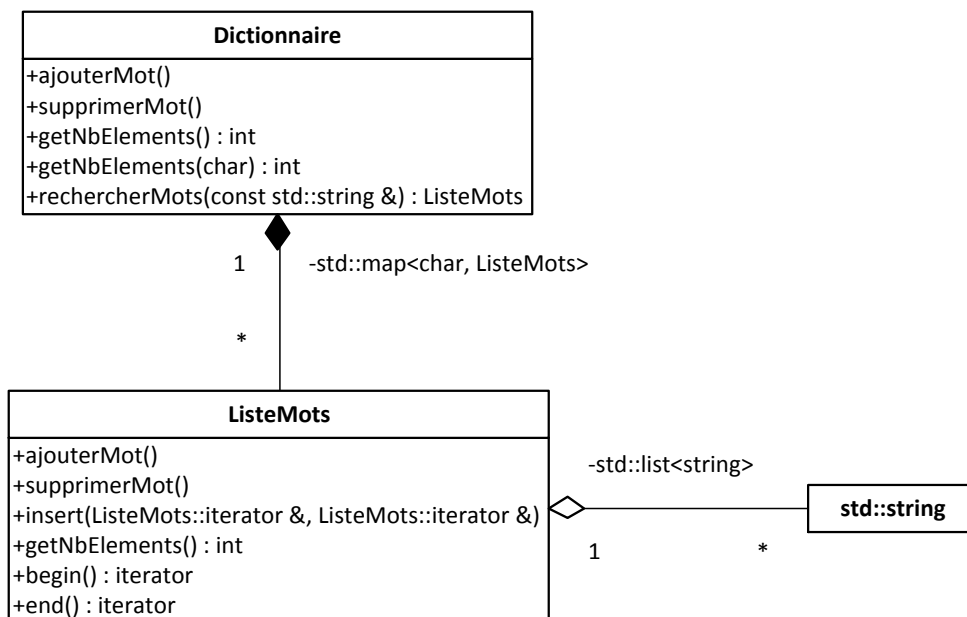 Dictionnaire
+ajouterMot()
+supprimerMot()
+getNbElements() : int
+getNbElements(char) : int
+rechercherMots(const std::string &) : ListeMots
1
-std::map<char, ListeMots>
*
ListeMots
+ajouterMot()
+supprimerMot()
+insert(ListeMots::iterator &, ListeMots::iterator &)
+getNbElements() : int
+begin() : iterator
+end() : iterator
-std::list<string>
1
*
std::string